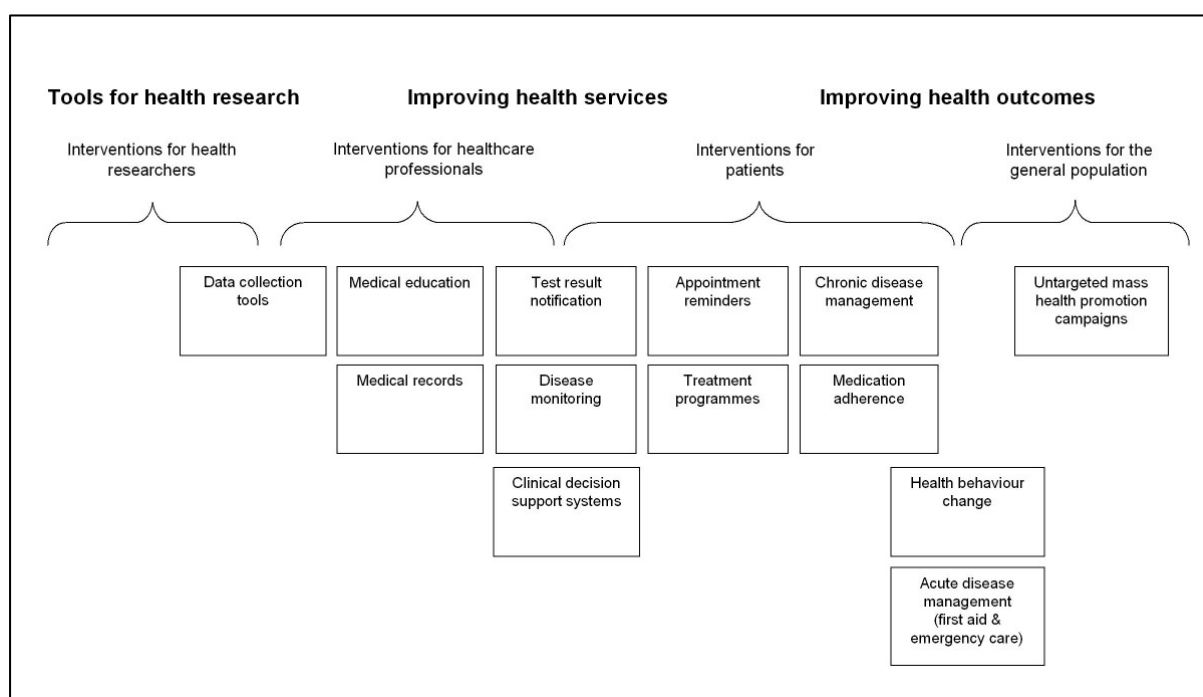 Tools for health research
Improving health services
Improving health outcomes
Interventions for health
researchers
Interventions for healthcare
professionals
Interventions for
patients
Interventions for the
general population
Data collection
tools
Medical education
Test result
notification
Appointment
reminders
Chronic disease
management
Untargeted mass
health promotion
campaigns
Medical records
Disease
monitoring
Treatment
programmes
Medication
adherence
Clinical decision
support systems
Health behaviour
change
Acute disease
management
(first aid &
emergency care)